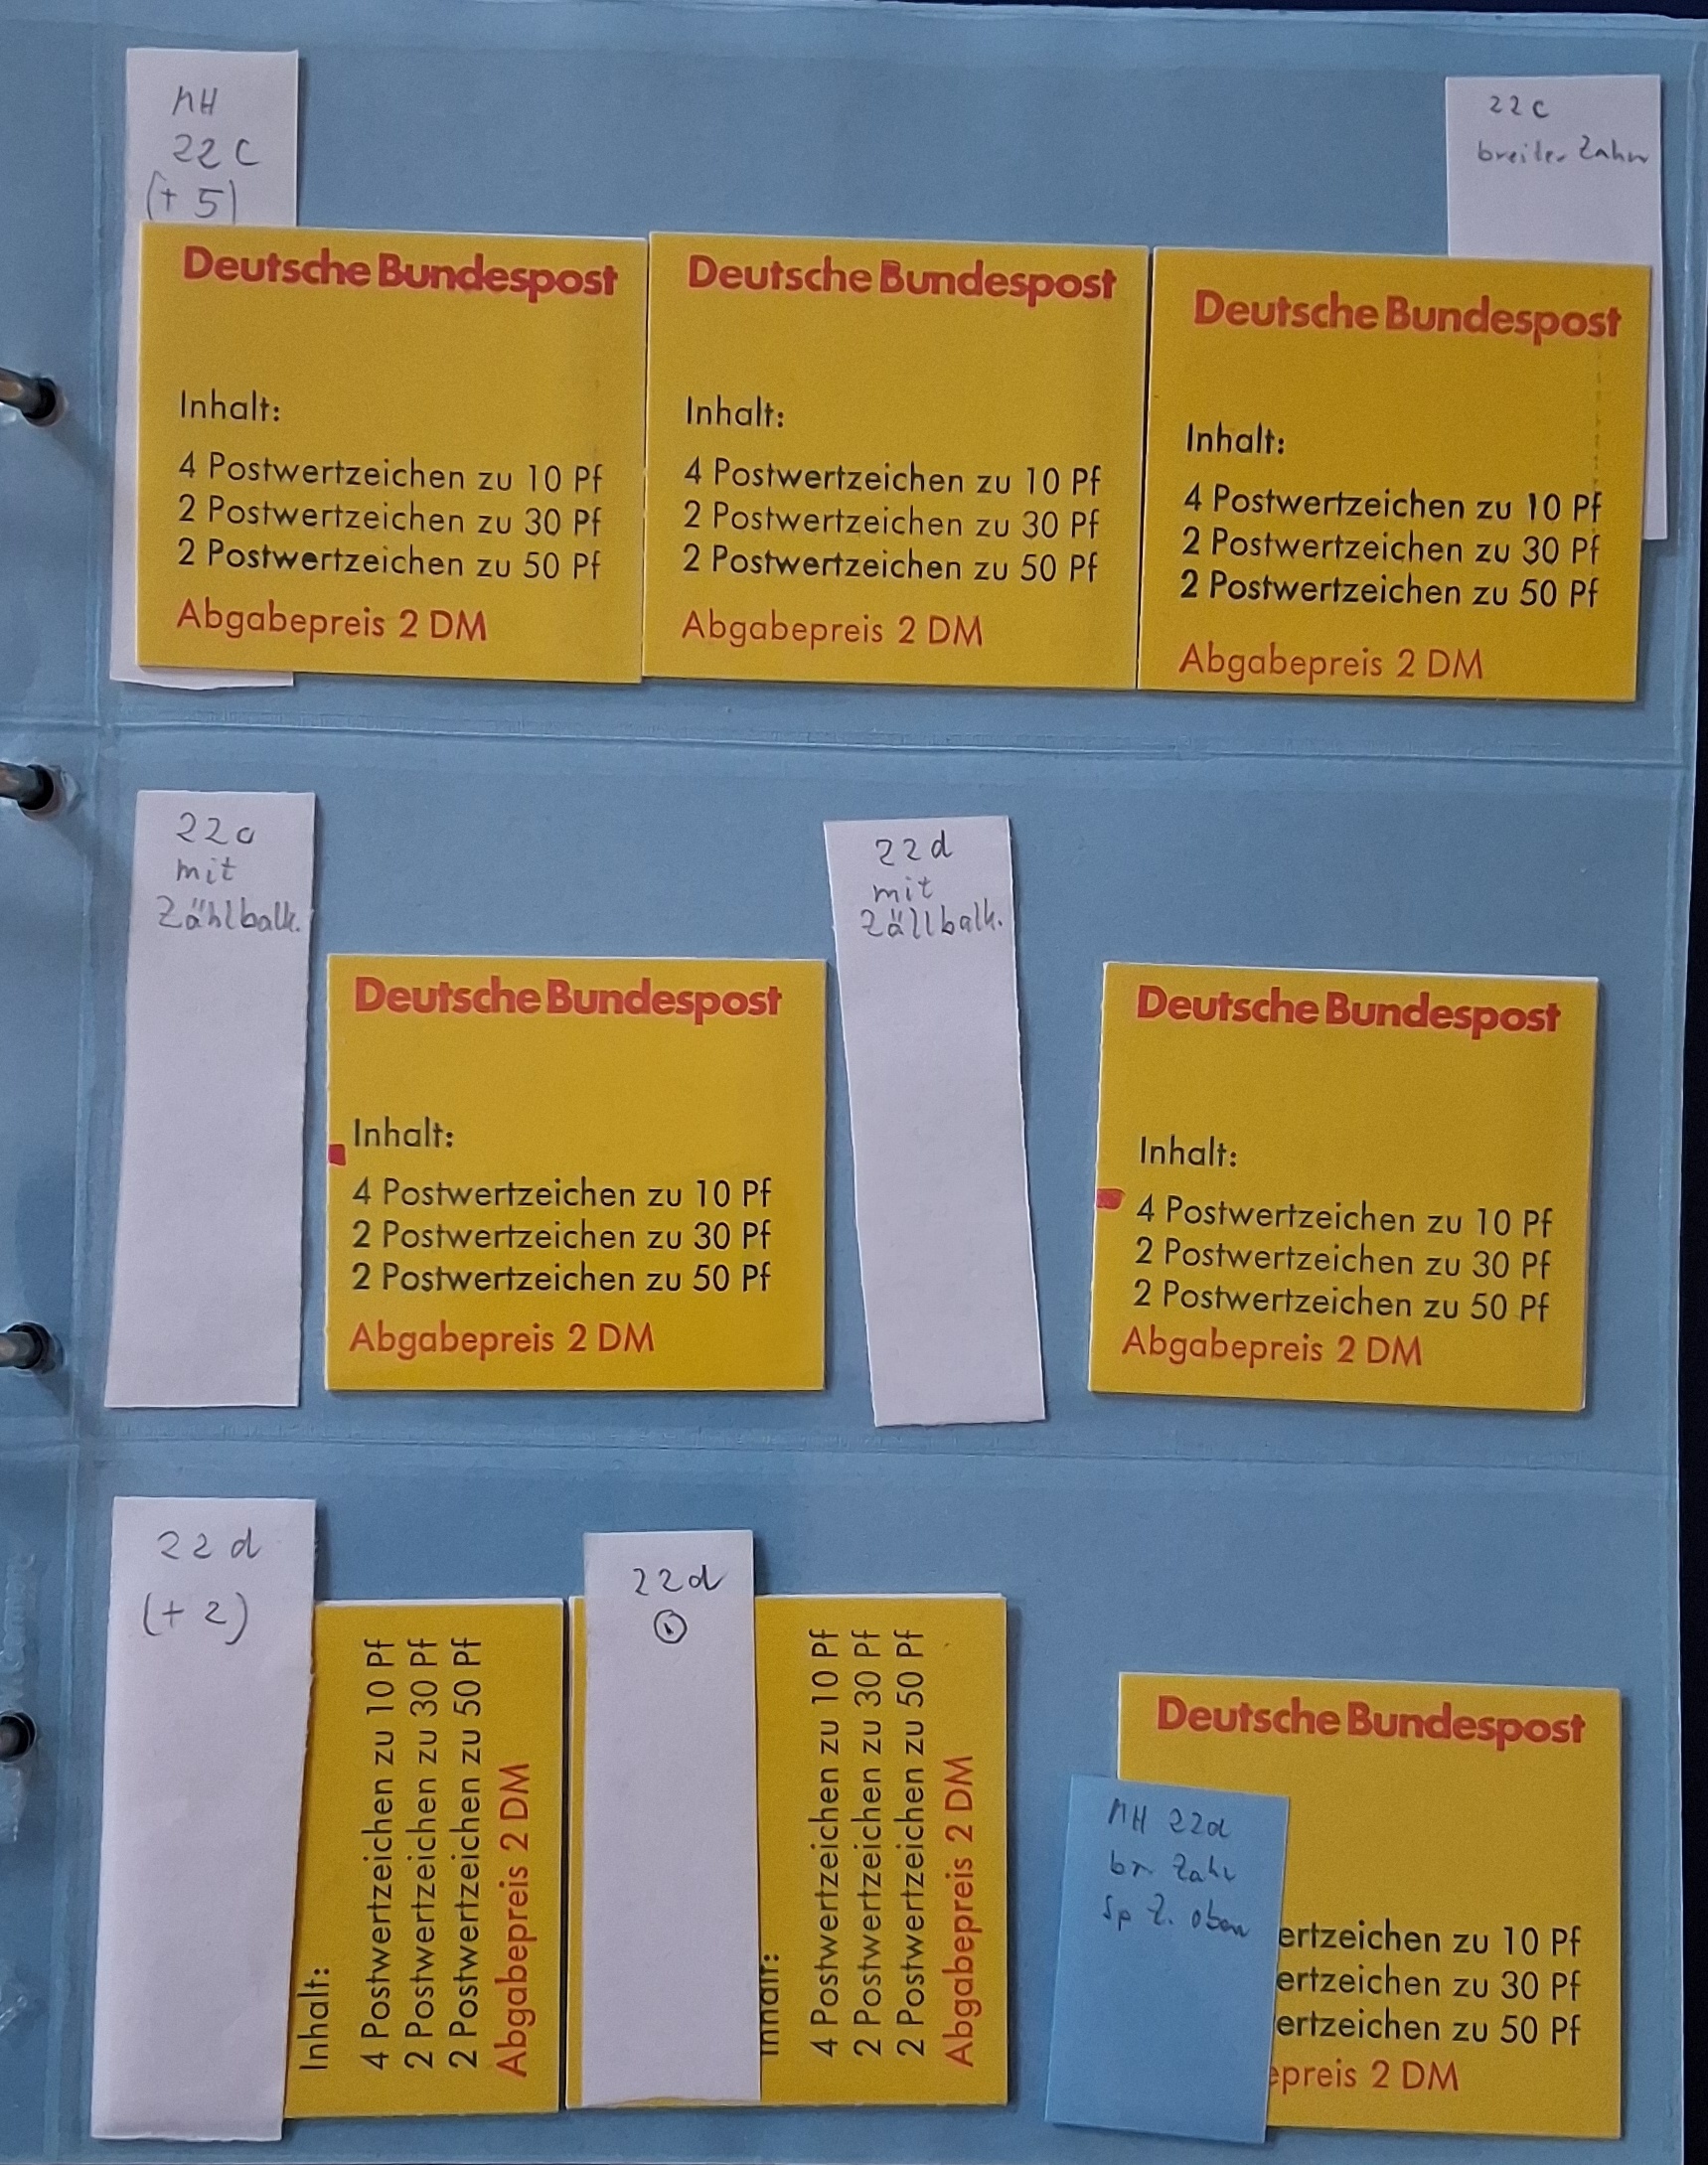 MH
22 c
(+ 5)
22 c
breiter Zahn
Deutsche Bundespost
Inhalt:
4 Postwertzeichen zu 10 Pf
2 Postwertzeichen zu 30 Pf
2 Postwertzeichen zu 50 Pf
Abgabepreis 2 DM
Deutsche Bundespost
Inhalt:
4 Postwertzeichen zu 10 Pf
2 Postwertzeichen zu 30 Pf
2 Postwertzeichen zu 50 Pf
Abgabepreis 2 DM
Deutsche Bundespost
Inhalt:
4 Postwertzeichen zu 10 Pf
2 Postwertzeichen zu 30 Pf
2 Postwertzeichen zu 50 Pf
Abgabepreis 2 DM
22c
mit
Zählbalk.
Deutsche Bundespost
Inhalt:
4 Postwertzeichen zu 10 Pf
2 Postwertzeichen zu 30 Pf
2 Postwertzeichen zu 50 Pf
Abgabepreis 2 DM
22d
mit
Zällbalk.
Deutsche Bundespost
Inhalt:
4 Postwertzeichen zu 10 Pf
2 Postwertzeichen zu 30 Pf
2 Postwertzeichen zu 50 Pf
Abgabepreis 2 DM
22 d
(+ 2)
Inhalt:
4 Postwertzeichen zu 10 Pf
2 Postwertzeichen zu 30 Pf
2 Postwertzeichen zu 50 Pf
Abgabepreis 2 DM
22d
Inhalt:
4 Postwertzeichen zu 10 Pf
2 Postwertzeichen zu 30 Pf
2 Postwertzeichen zu 50 Pf
Abgabepreis 2 DM
MH 22d
br Zahn
Sp Z. oben
Deutsche Bundespost
ertzeichen zu 10 Pf
ertzeichen zu 30 Pf
ertzeichen zu 50 Pf
epreis 2 DM